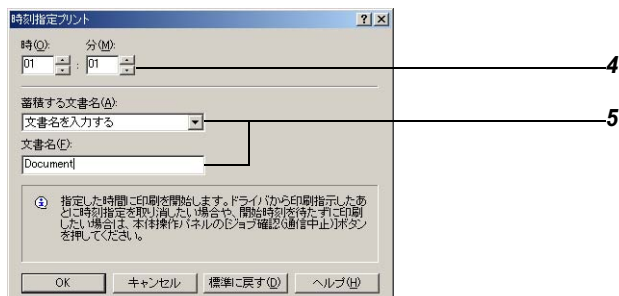 時刻指定プリント
時(O): 分(M):
01 : 01
4
蓄積する文書名(A):
文書名を入力する
5
文書名(F):
Document
指定した時間に印刷を開始します。ドライバから印刷指示したあ
とに時刻指定を取り消したい場合や、開始時刻を待たずに印刷
したい場合は、本体操作パネルの[ジョブ確認(通信中止)]ボタン
を押してください。
OK キャンセル 標準に戻す(D) ヘルプ(H)